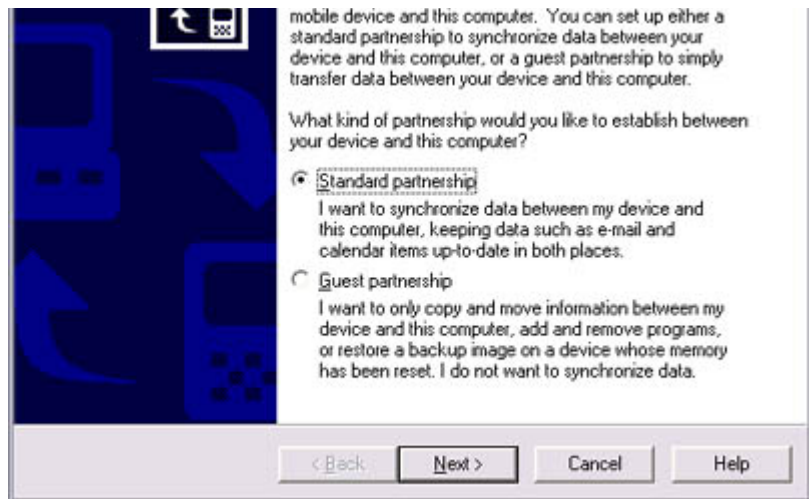 mobile device and this computer. You can set up either a
standard partnership to synchronize data between your
device and this computer, or a guest partnership to simply
transfer data between your device and this computer.
What kind of partnership would you like to establish between
your device and this computer?
Standard partnership
I want to synchronize data between my device and
this computer, keeping data such as e-mail and
calendar items up-to-date in both places.
Guest partnership
I want to only copy and move information between my
device and this computer, add and remove programs,
or restore a backup image on a device whose memory
has been reset. I do not want to synchronize data.
< Back Next > Cancel Help